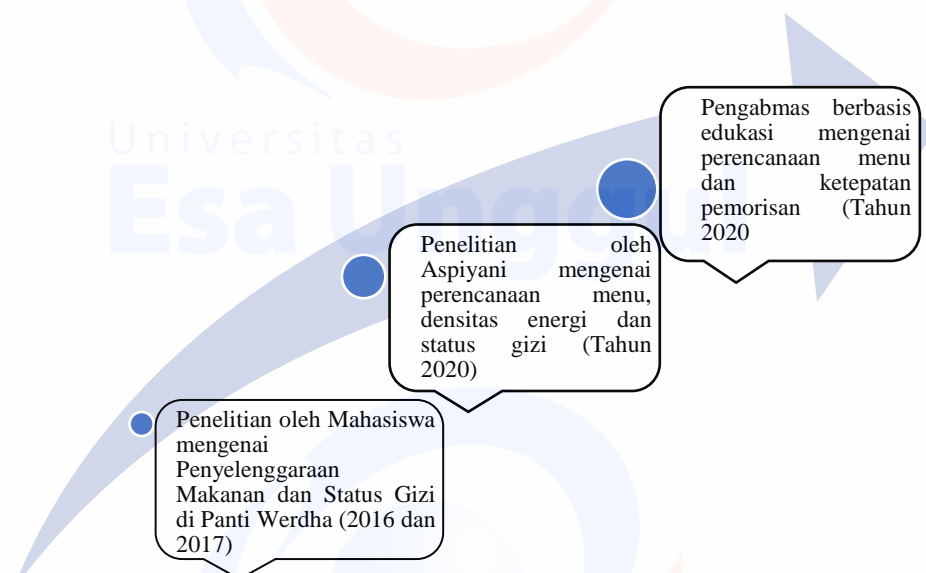 Universitas
Esa Unggul
Pengabmas berbasis
edukasi mengenai
perencanaan menu
dan ketepatan
pemorisan (Tahun
2020
Penelitian oleh
Aspiyani mengenai
perencanaan menu,
densitas energi dan
status gizi (Tahun
2020)
Penelitian oleh Mahasiswa
mengenai
Penyelenggaraan
Makanan dan Status Gizi
di Panti Werdha (2016 dan
2017)